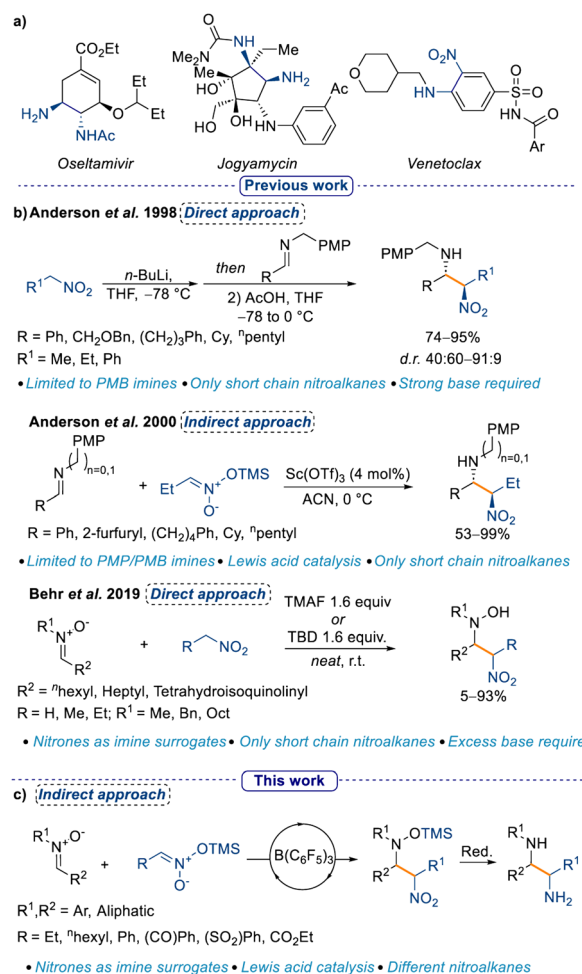 a)
CO2Et
Et
O
Et
H2N
NHAc
Oseltamivir
O
HN
Me2N
Me
Me
NH2
HO
HO
HO
HN
Ac
Jogyamycin
O
NO2
N
H
O
S
O
HN
O
Ar
Venetoclax
Previous work
b) Anderson et al. 1998 Direct approach
R1 NO2
n-BuLi,
THF, −78 °C
then
N PMP
R
2) AcOH, THF
−78 to 0 °C
PMP NH
R R1
NO2
R = Ph, CH2OBn, (CH2)3Ph, Cy, npentyl
R1 = Me, Et, Ph
74–95%
d.r. 40:60–91:9
• Limited to PMB imines • Only short chain nitroalkanes • Strong base required
Anderson et al. 2000 Indirect approach
PMP
N ( )n=0,1
R
+
Et N+ OTMS
O-
Sc(OTf)3 (4 mol%)
ACN, 0 °C
PMP
HN ( )n=0,1
R Et
NO2
R = Ph, 2-furfuryl, (CH2)4Ph, Cy, npentyl
53–99%
• Limited to PMP/PMB imines • Lewis acid catalysis • Only short chain nitroalkanes
Behr et al. 2019 Direct approach
R1 N+ O-
R2
+
R NO2
TMAF 1.6 equiv
or
TBD 1.6 equiv.
neat, r.t.
R1 N OH
R2 R
NO2
R2 = nhexyl, Heptyl, Tetrahydroisoquinolinyl
R = H, Me, Et; R1 = Me, Bn, Oct
5–93%
• Nitrones as imine surrogates • Only short chain nitroalkanes • Excess base require
This work
c) Indirect approach
R1 N+ O-
R2
+
R N+ OTMS
O-
B(C6F5)3
R1 N OTMS
R2 R1
NO2
Red.
R1 NH
R2 R1
NH2
R1,R2 = Ar, Aliphatic
R = Et, nhexyl, Ph, (CO)Ph, (SO2)Ph, CO2Et
• Nitrones as imine surrogates • Lewis acid catalysis • Different nitroalkanes